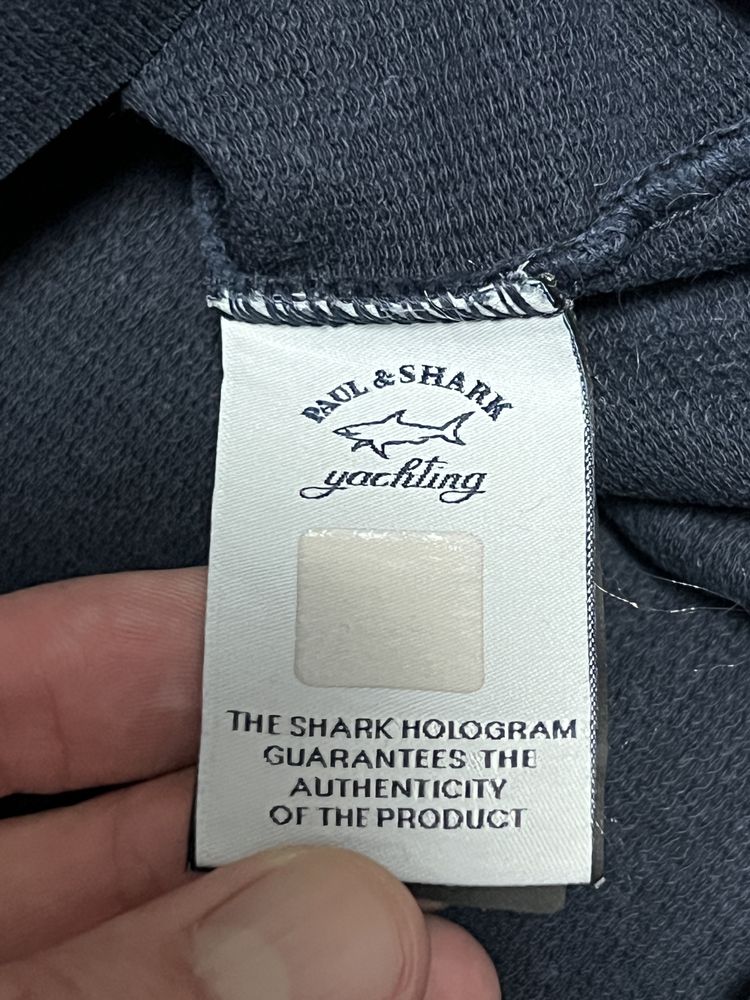 PAUL & SHARK
yachting
THE SHARK HOLOGRAM
GUARANTEES THE
AUTHENTICITY
OF THE PRODUCT